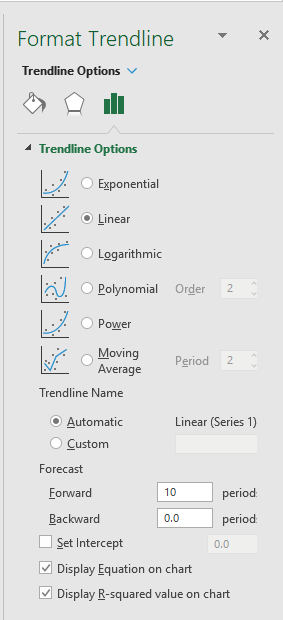 Format Trendline
Trendline Options
Trendline Options
Exponential
Linear
Logarithmic
Polynomial Order 2
Power
Moving Average Period 2
Trendline Name
Automatic Linear (Series 1)
Custom
Forecast
Forward 10 period
Backward 0.0 period
Set Intercept 0.0
Display Equation on chart
Display R-squared value on chart